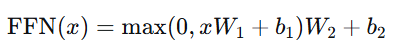 FFN(x) = max(0, xW₁ + b₁)W₂ + b₂